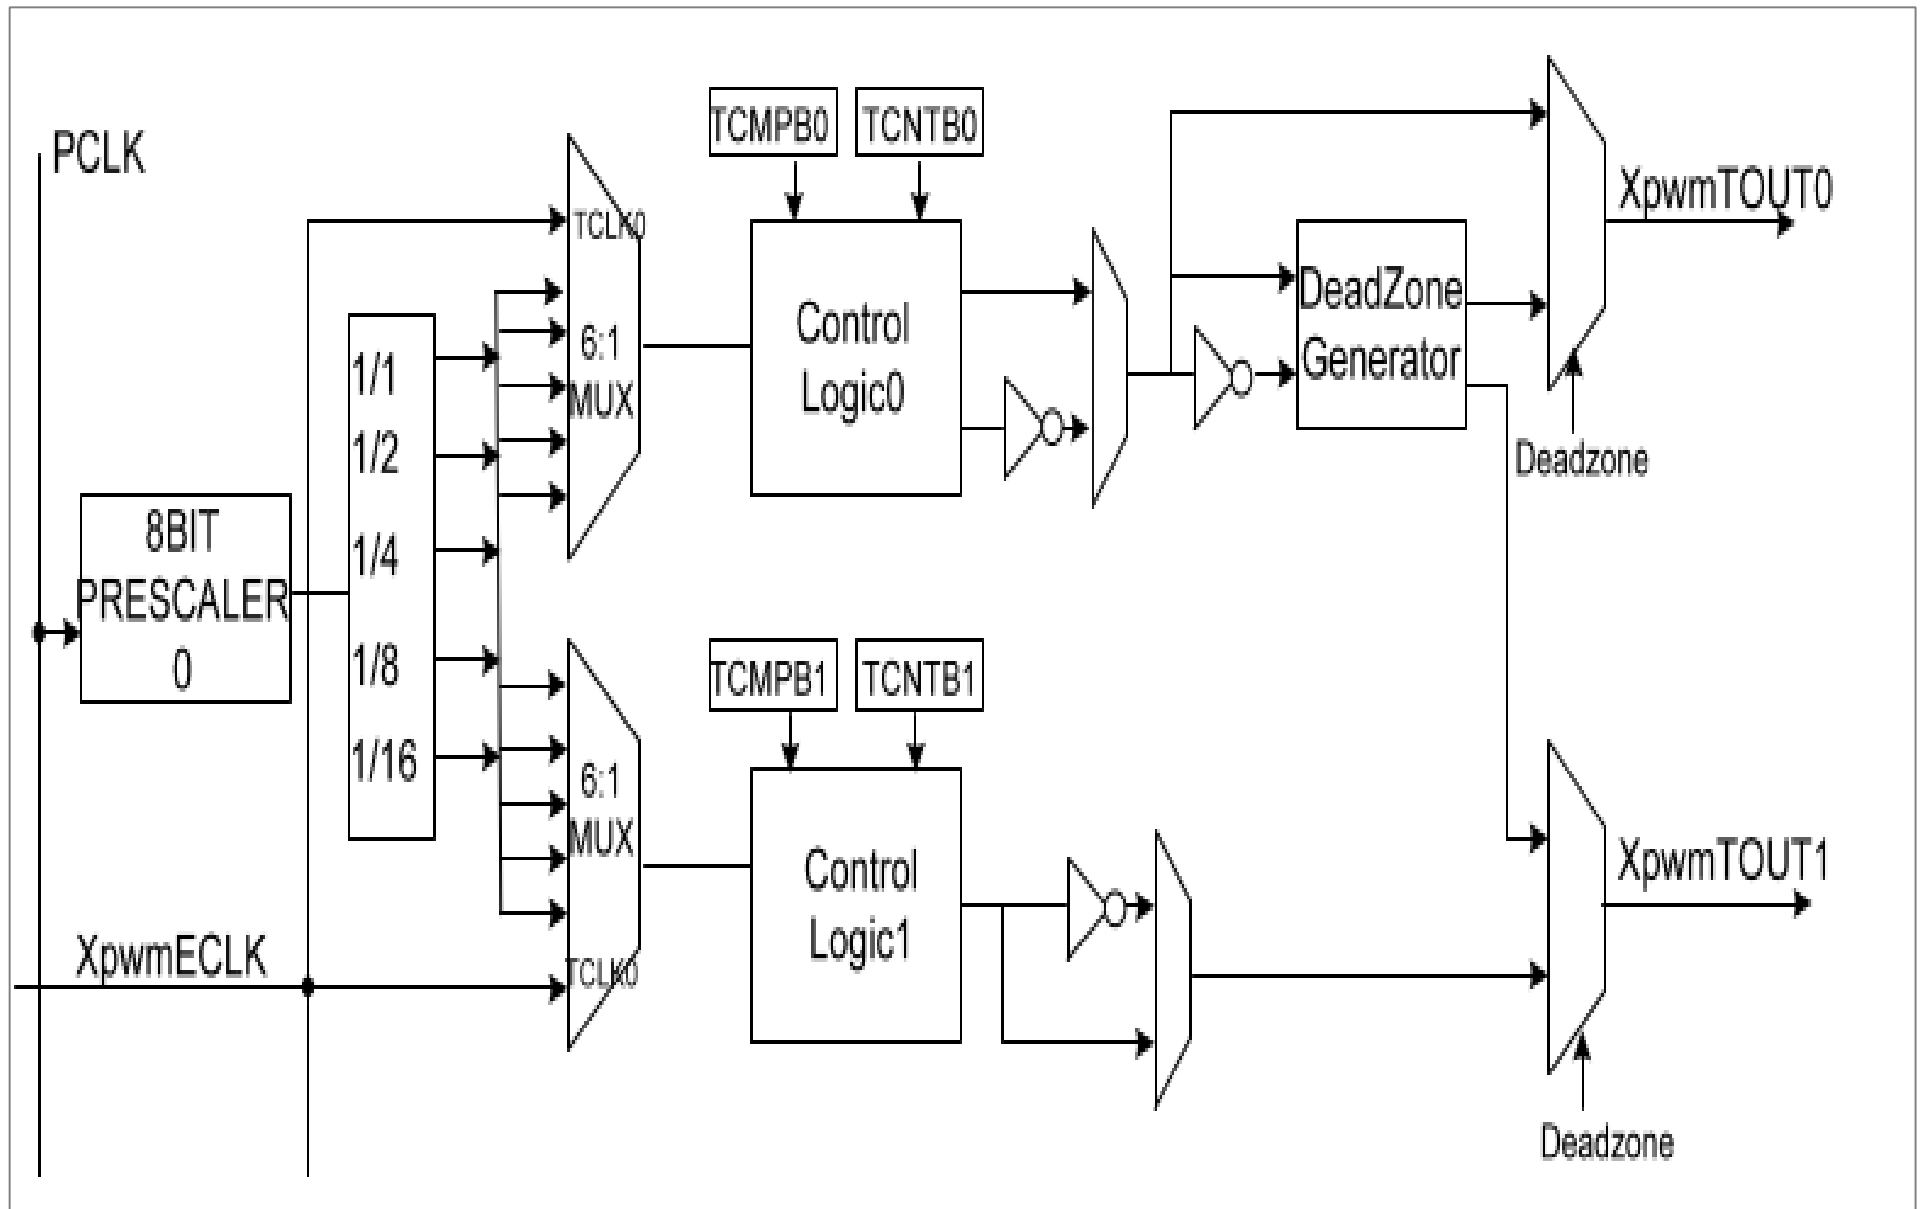 PCLK
TCMPB0
TCNTB0
TCLK0
6:1
MUX
Control
Logic0
DeadZone
Generator
XpwmTOUT0
Deadzone
1/1
1/2
1/4
1/8
1/16
8BIT
PRESCALER
0
TCMPB1
TCNTB1
6:1
MUX
TCLK0
Control
Logic1
XpwmTOUT1
XpwmECLK
Deadzone